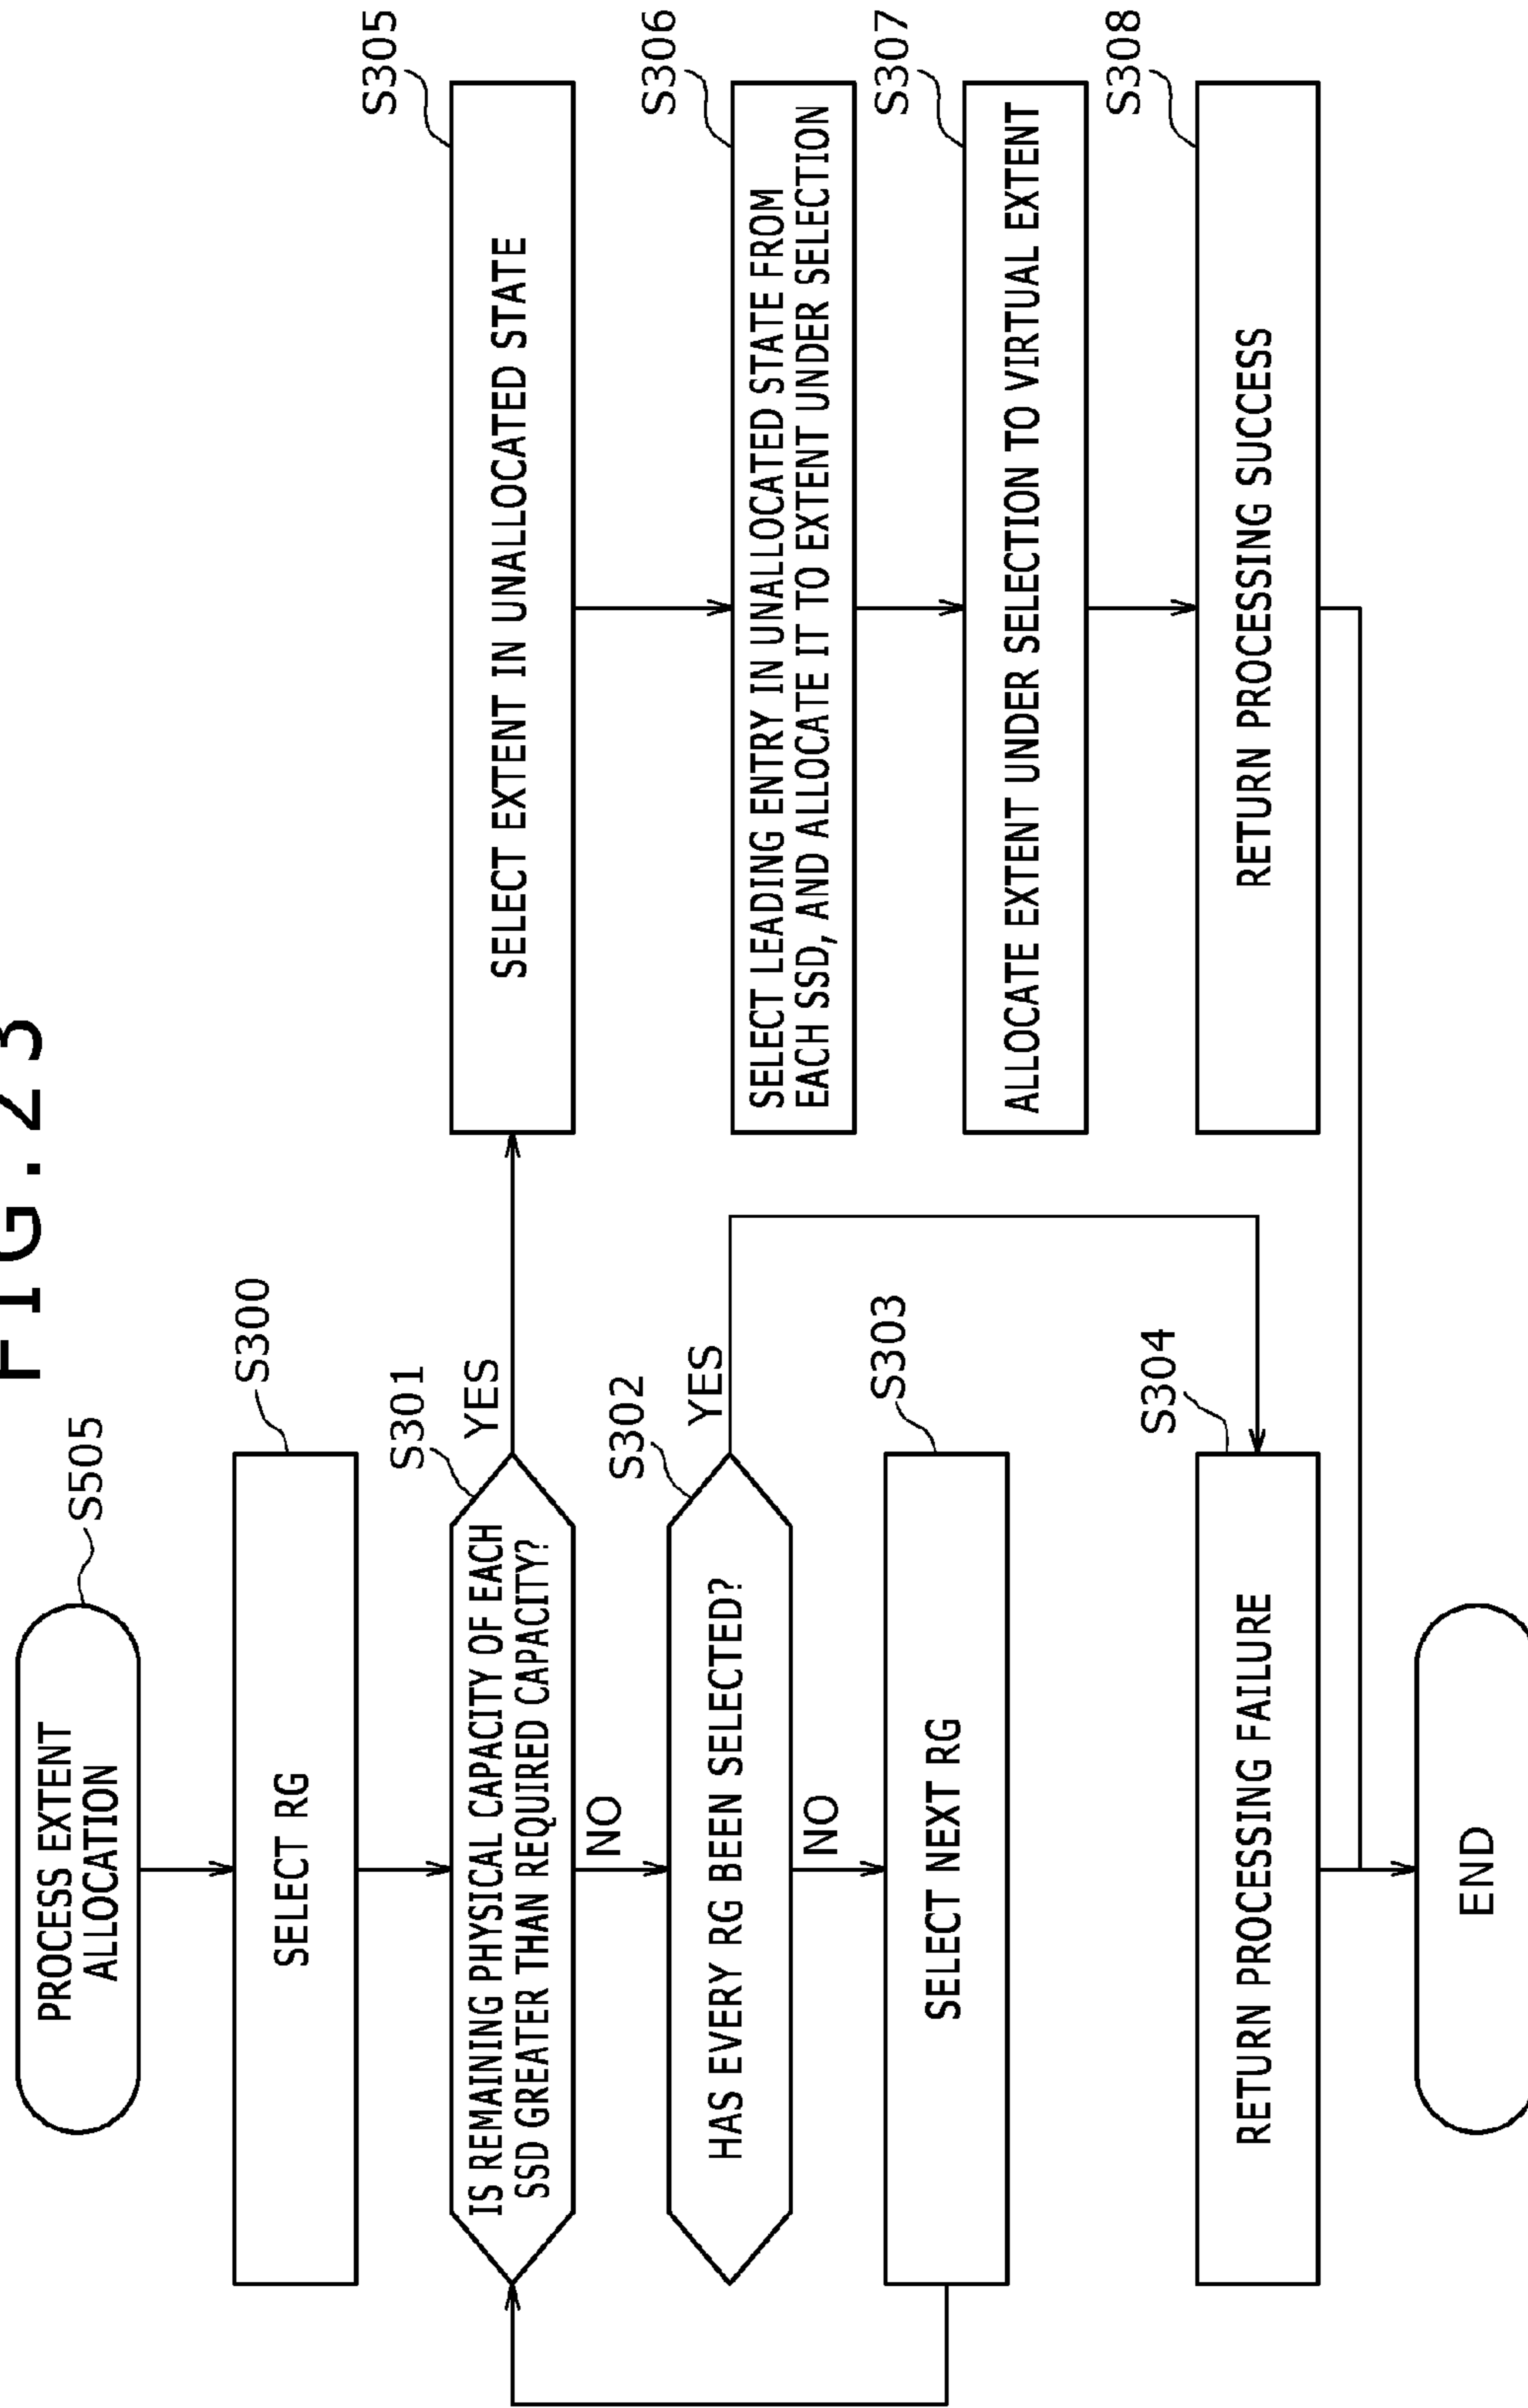 FIG.23
PROCESS EXTENT
ALLOCATION
S505
SELECT RG
S300
IS REMAINING PHYSICAL CAPACITY OF EACH
SSD GREATER THAN REQUIRED CAPACITY?
S301
YES
NO
HAS EVERY RG BEEN SELECTED?
S302
YES
NO
SELECT NEXT RG
S303
RETURN PROCESSING FAILURE
S304
SELECT EXTENT IN UNALLOCATED STATE
S305
SELECT LEADING ENTRY IN UNALLOCATED STATE FROM
EACH SSD, AND ALLOCATE IT TO EXTENT UNDER SELECTION
S306
ALLOCATE EXTENT UNDER SELECTION TO VIRTUAL EXTENT
S307
RETURN PROCESSING SUCCESS
S308
END